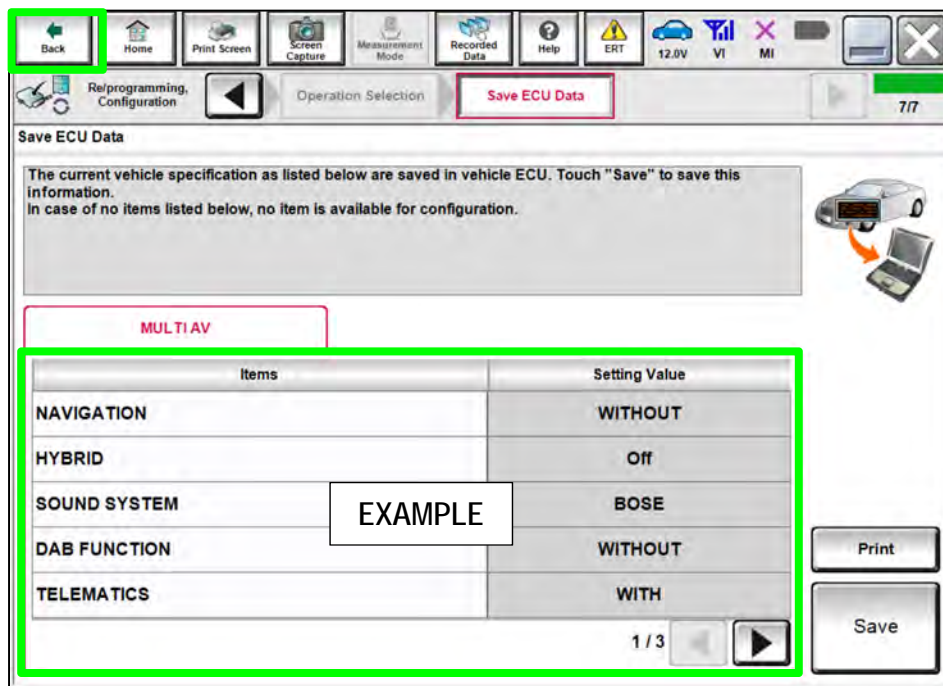 Back
Home
Print Screen
Screen
Capture
Measurement
Mode
Recorded
Data
Help
ERT
12.0V
VI
MI
Re/programming,
Configuration
Operation Selection
Save ECU Data
7/7
Save ECU Data
The current vehicle specification as listed below are saved in vehicle ECU. Touch "Save" to save this
information.
In case of no items listed below, no item is available for configuration.
MULTI AV
Items Setting Value
NAVIGATION WITHOUT
HYBRID Off
SOUND SYSTEM BOSE
EXAMPLE
DAB FUNCTION WITHOUT
TELEMATICS WITH
1 / 3
Print
Save